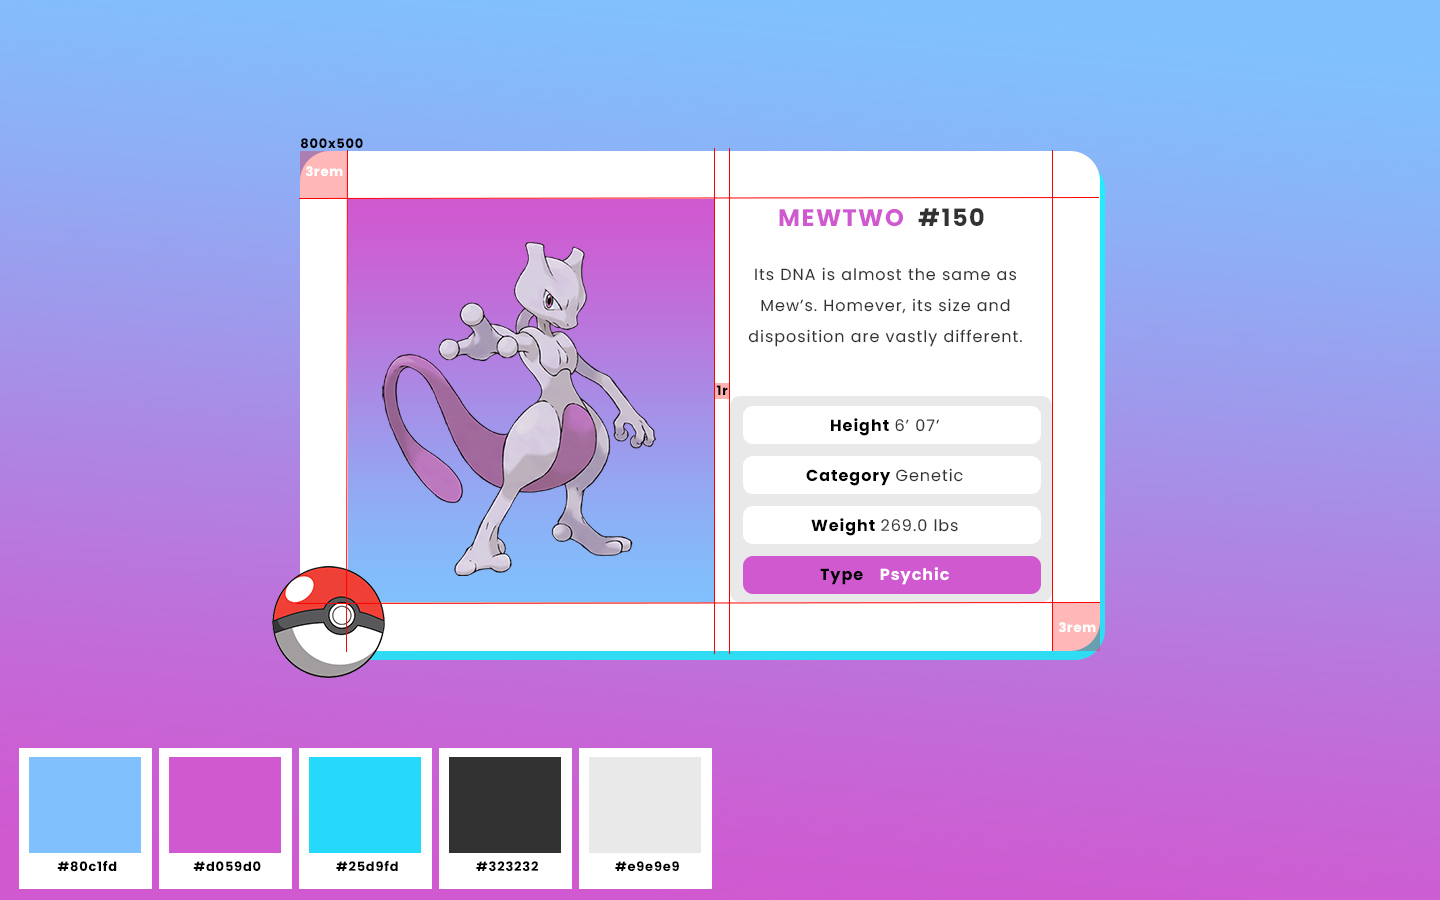 800x500
3rem
MEWTWO #150
Its DNA is almost the same as
Mew’s. Homever, its size and
disposition are vastly different.
1r
Height 6’ 07’
Category Genetic
Weight 269.0 lbs
Type Psychic
3rem
#80c1fd
#d059d0
#25d9fd
#323232
#e9e9e9